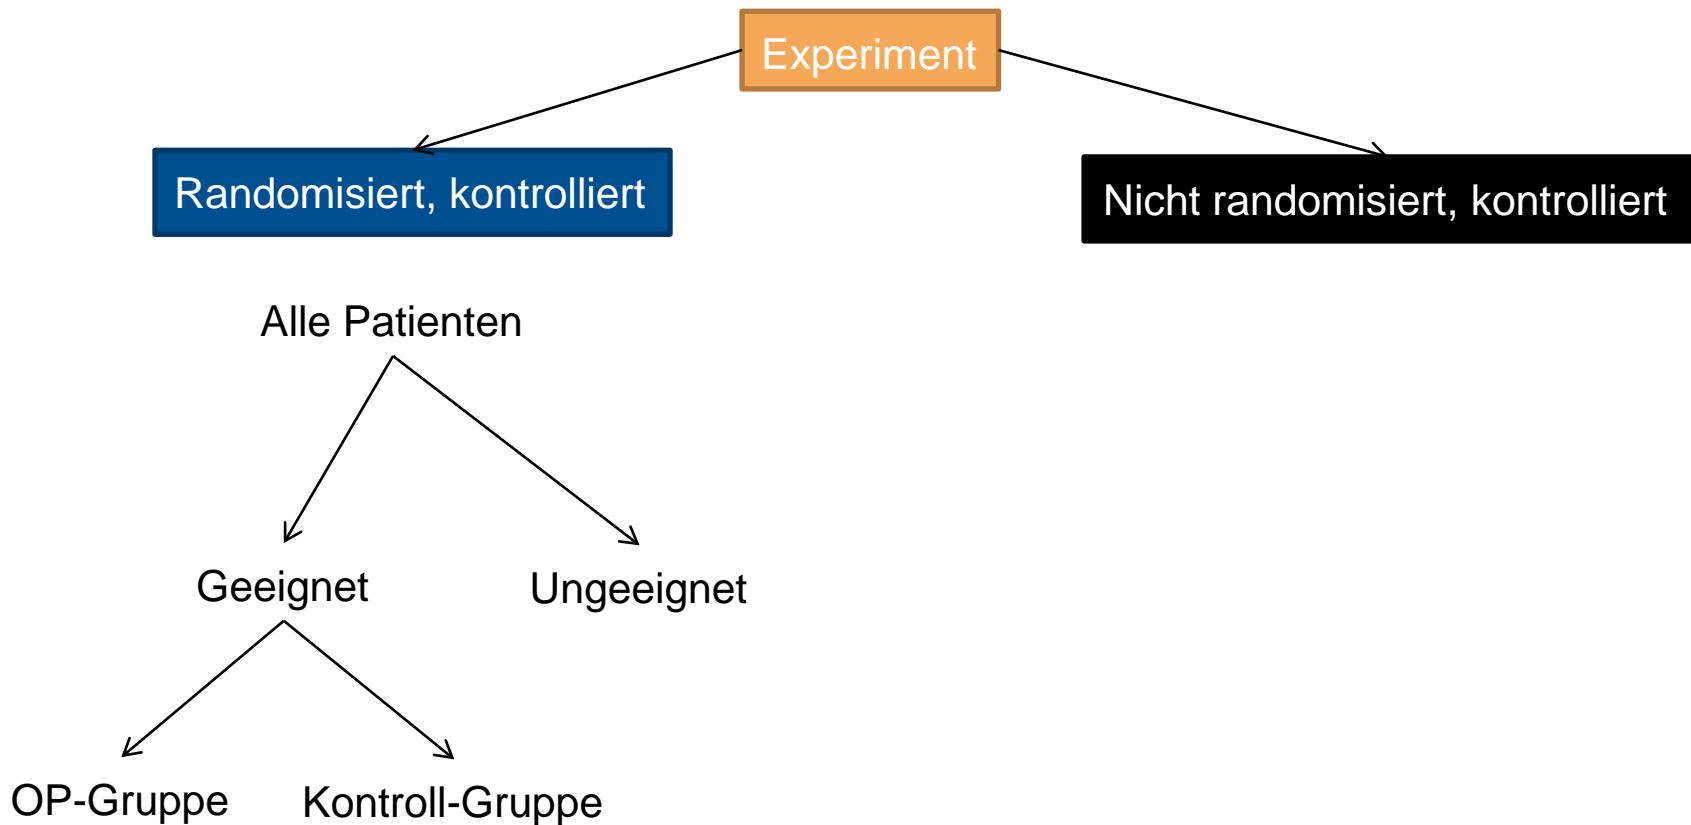 Experiment
Randomisiert, kontrolliert
Nicht randomisiert, kontrolliert
Alle Patienten
Geeignet
Ungeeignet
OP-Gruppe
Kontroll-Gruppe